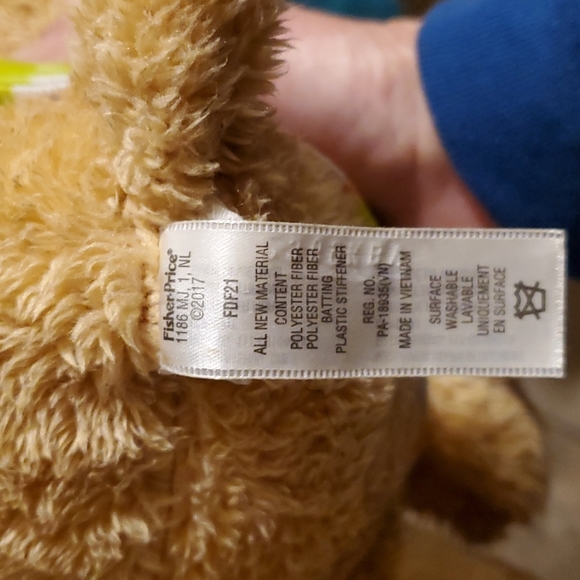 Fisher-Price®
1186 MJ, 1, NL
©2017
FDF21
ALL NEW MATERIAL
CONTENT
POLYESTER FIBER
POLYESTER FIBER
BATTING
PLASTIC STIFFENER
REG. NO.
PA-18835(VN)
MADE IN VIETNAM
SURFACE
WASHABLE
LAVABLE
UNIQUEMENT
EN SURFACE